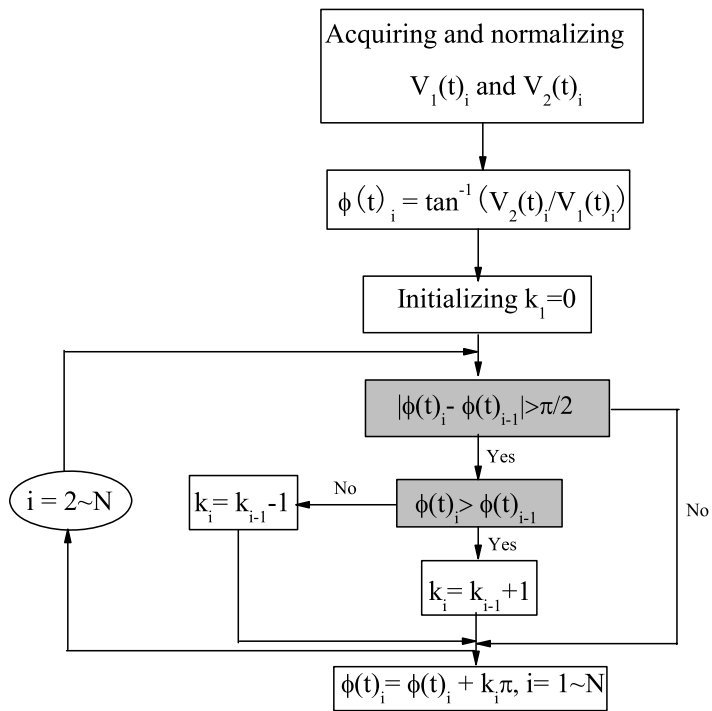 Acquiring and normalizing
V₁(t)ᵢ and V₂(t)ᵢ
ϕ(t)ᵢ = tan⁻¹(V₂(t)ᵢ/V₁(t)ᵢ)
Initializing k₁=0
|ϕ(t)ᵢ- ϕ(t)ᵢ₋₁|>π/2
Yes
i = 2~N
kᵢ= kᵢ₋₁-1
No
ϕ(t)ᵢ> ϕ(t)ᵢ₋₁
No
Yes
kᵢ= kᵢ₋₁+1
ϕ(t)ᵢ= ϕ(t)ᵢ + kᵢπ, i= 1~N